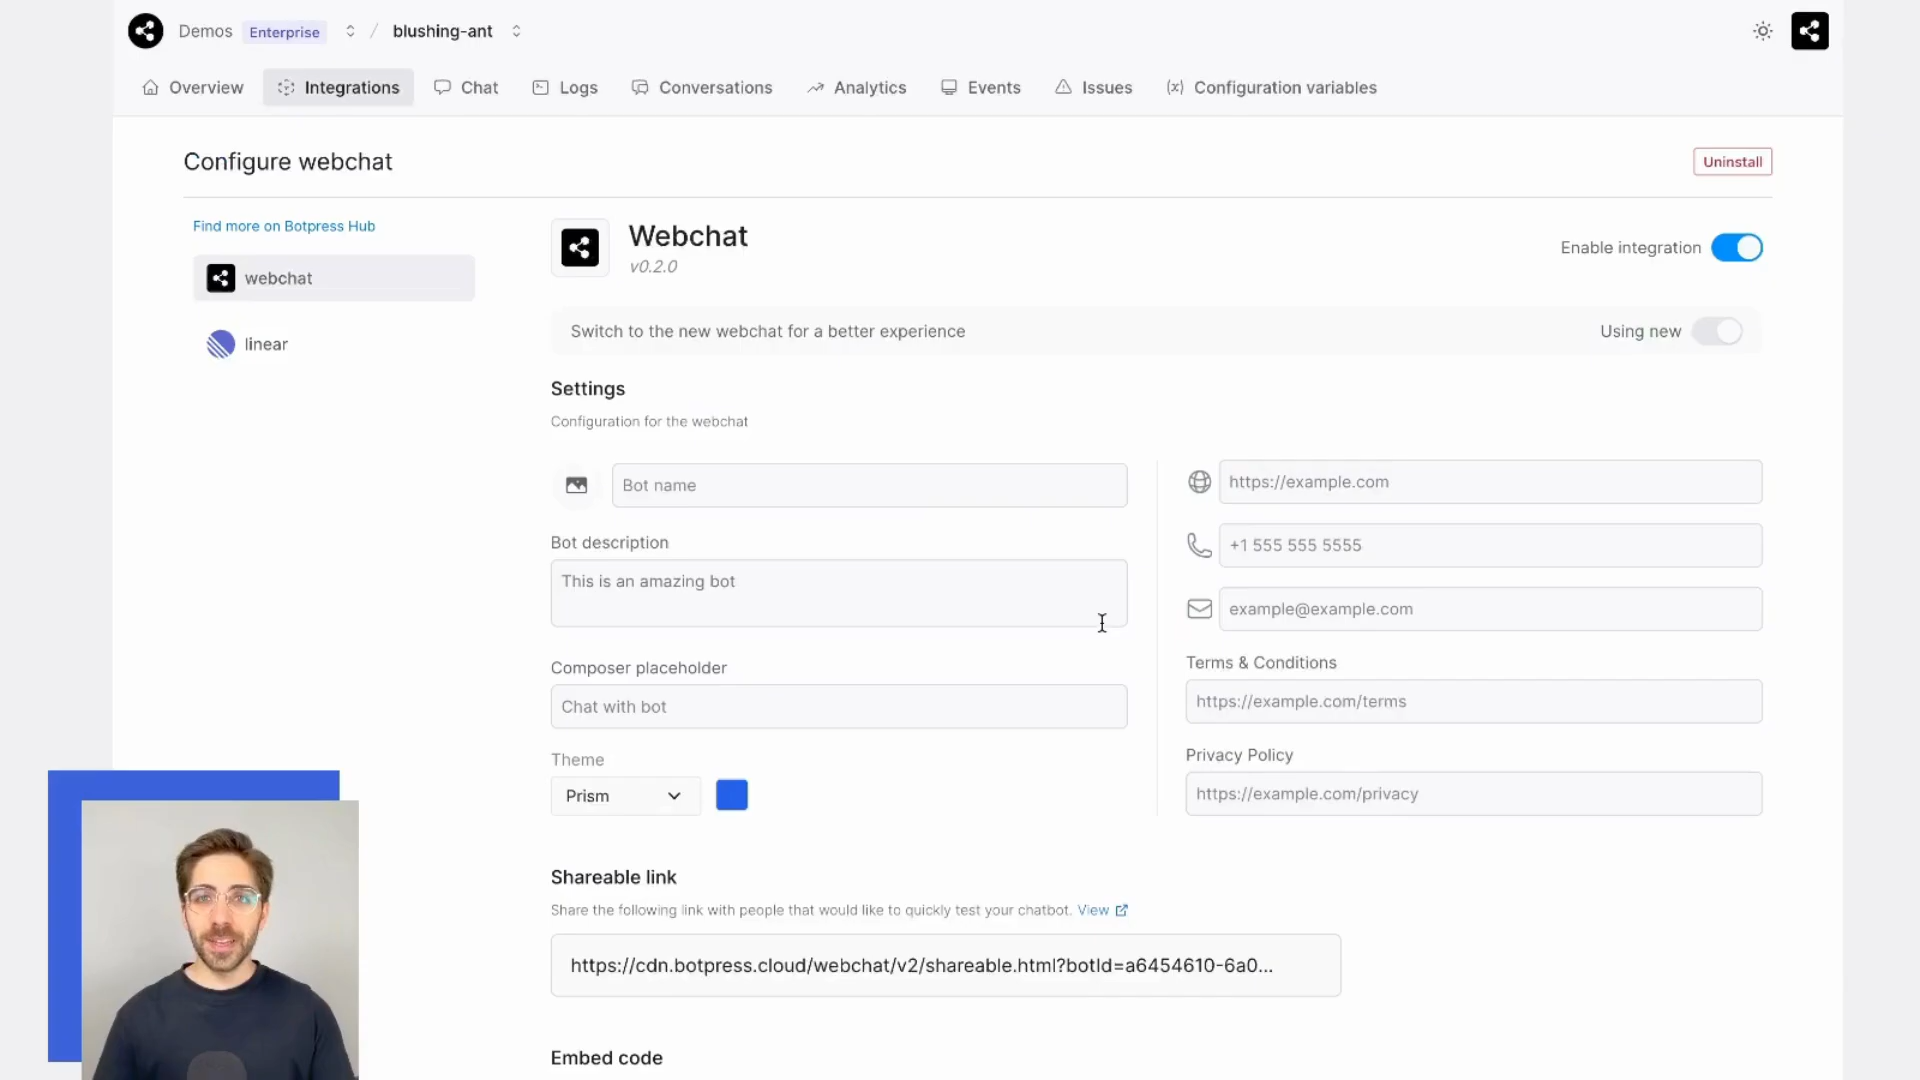 Demos Enterprise / blushing-ant
Overview Integrations Chat Logs Conversations Analytics Events Issues Configuration variables
Configure webchat
Uninstall
Find more on Botpress Hub
webchat
linear
Webchat
v0.2.0
Enable integration
Switch to the new webchat for a better experience
Using new
Settings
Configuration for the webchat
Bot name
Bot description
This is an amazing bot
Composer placeholder
Chat with bot
Theme
Prism
https://example.com
+1 555 555 5555
example@example.com
Terms & Conditions
https://example.com/terms
Privacy Policy
https://example.com/privacy
Shareable link
Share the following link with people that would like to quickly test your chatbot. View
https://cdn.botpress.cloud/webchat/v2/shareable.html?botId=a6454610-6a0...
Embed code